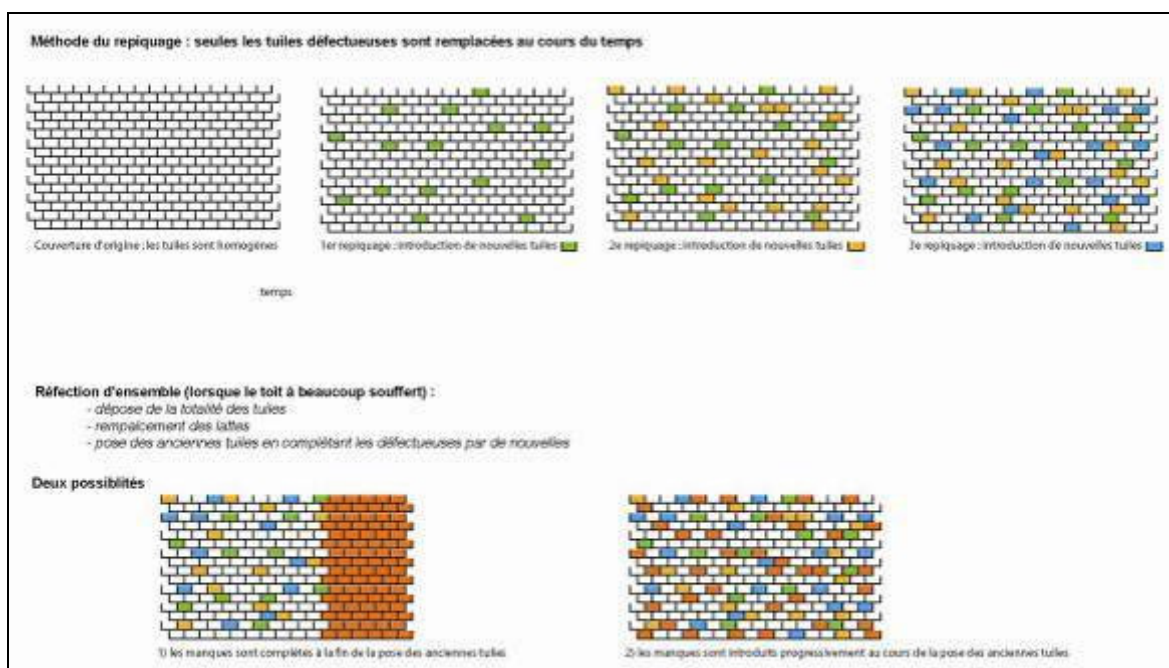 Méthode du repiquage : seules les tuiles défectueuses sont remplacées au cours du temps
Couverture d'origine : les tuiles sont homogènes
1er repiquage : introduction de nouvelles tuiles
2e repiquage : introduction de nouvelles tuiles
3e repiquage : introduction de nouvelles tuiles
temps
Réfection d'ensemble (lorsque le toit à beaucoup souffert) :
- dépose de la totalité des tuiles
- rempalcement des lattes
- pose des anciennes tuiles en complétant les défectueuses par de nouvelles
Deux possiblités
1) les manques sont complétés à la fin de la pose des anciennes tuiles
2) les manques sont introduits progressivement au cours de la pose des anciennes tuiles